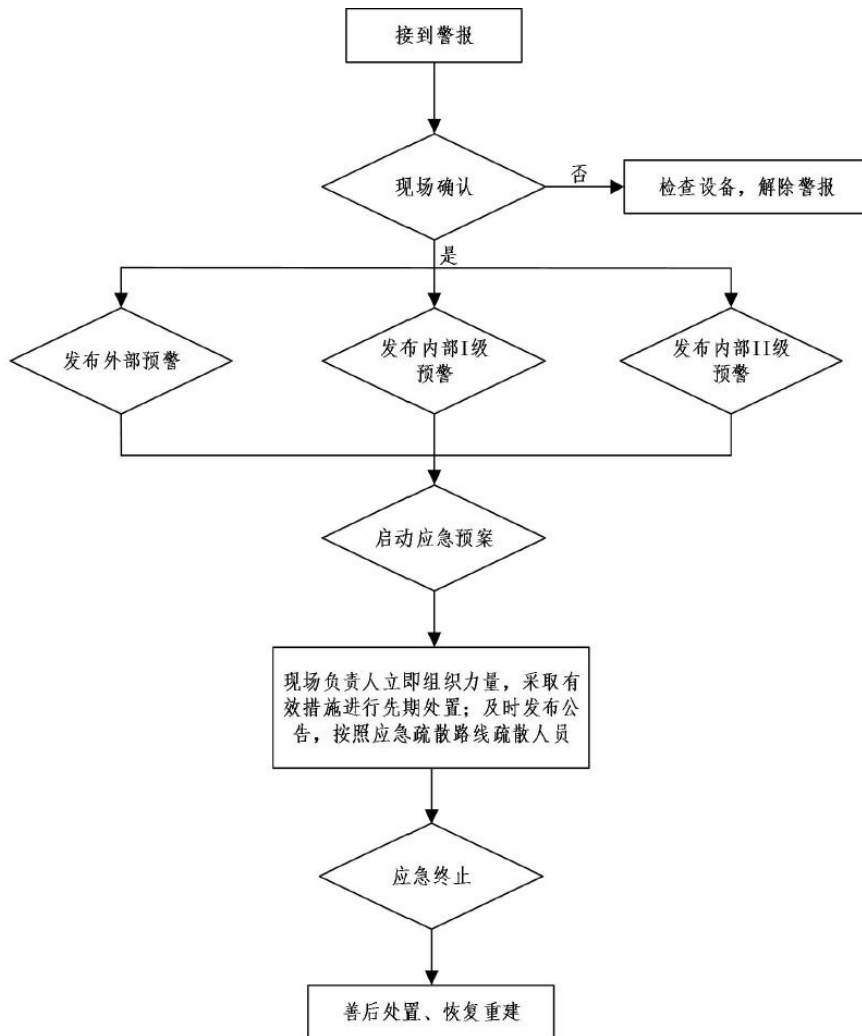 接到警报
现场确认
否
检查设备，解除警报
是
发布外部预警
发布内部I级
预警
发布内部II级
预警
启动应急预案
现场负责人立即组织力量，采取有
效措施进行先期处置；及时发布公
告，按照应急疏散路线疏散人员
应急终止
善后处置、恢复重建